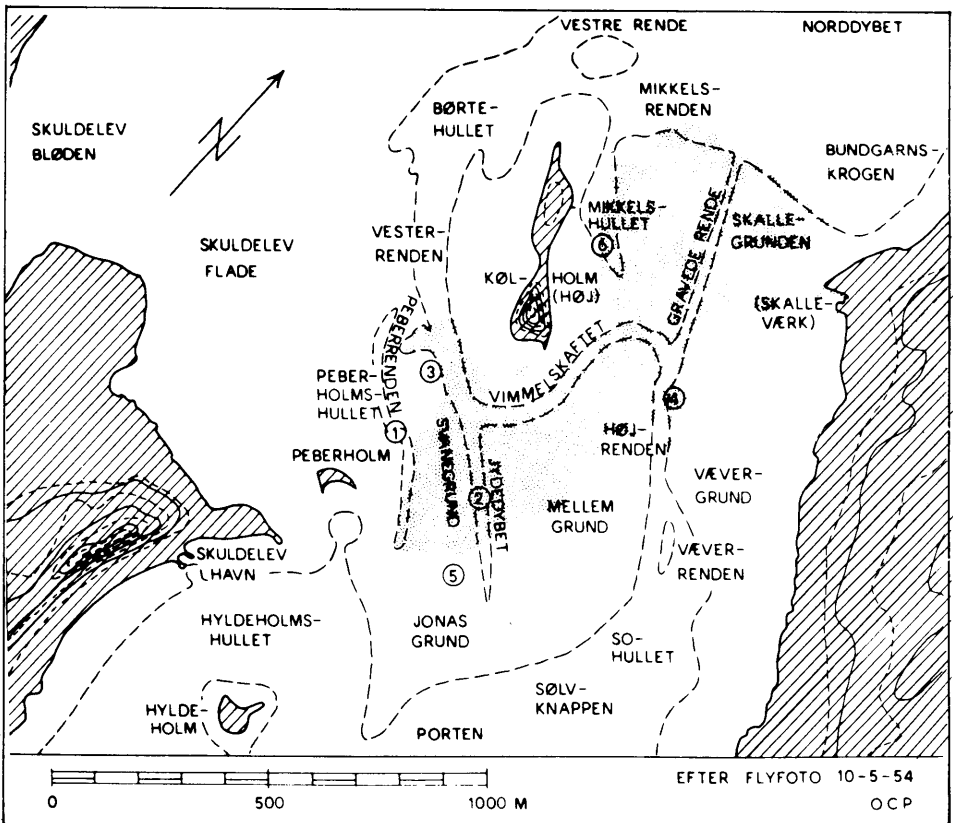 VESTRE RENDE
NORDDYBET
MIKKELS-
RENDEN
BØRTE-
HULLET
SKULDELEV
BLØDEN
BUNDGARNS-
KROGEN
MIKKELS-
HULLET
6
GRAVEDE RENDE
SKALLE-
GRUNDEN
VESTER-
RENDEN
SKULDELEV
FLADE
KØL-
HOLM
(HØJ)
(SKALLE-
VÆRK)
PEBERRENDEN
3
VIMMELSKAFTET
PEBER-
HOLMS-
HULLET
1
4
HØJ-
RENDEN
PEBERHOLM
SVANEGRUND
JYDEDYBET
2
MELLEM
GRUND
VÆVER-
GRUND
SKULDELEV
HAVN
5
VÆVER-
RENDEN
HYLDEHOLMS-
HULLET
JONAS
GRUND
SO-
HULLET
HYLDE-
HOLM
SØLV-
KNAPPEN
PORTEN
0
500
1000 M
EFTER FLYFOTO 10-5-54
OCP